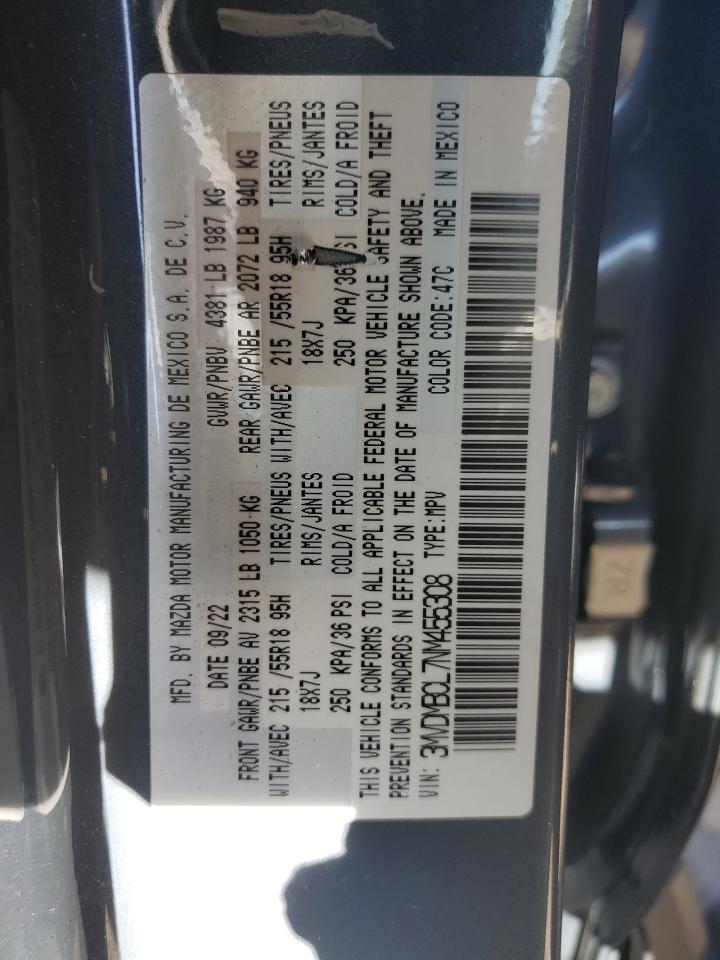 MFD. BY MAZDA MOTOR MANUFACTURING DE MEXICO S.A. DE C.V.
DATE 09/22 GVWR/PNBV 4381 LB 1987 KG
FRONT GAWR/PNBE AV 2315 LB 1050 KG REAR GAWR/PNBE AR 2072 LB 940 KG
WITH/AVEC 215 /55R18 95H TIRES/PNEUS WITH/AVEC 215 /55R18 95H TIRES/PNEUS
18X7J RIMS/JANTES 18X7J RIMS/JANTES
250 KPA/36 PSI COLD/A FROID 250 KPA/36 PSI COLD/A FROID
THIS VEHICLE CONFORMS TO ALL APPLICABLE FEDERAL MOTOR VEHICLE SAFETY AND THEFT
PREVENTION STANDARDS IN EFFECT ON THE DATE OF MANUFACTURE SHOWN ABOVE.
VIN: 3MVDMBCL7NM455308 TYPE:MPV COLOR CODE:47C MADE IN MEXICO
7R